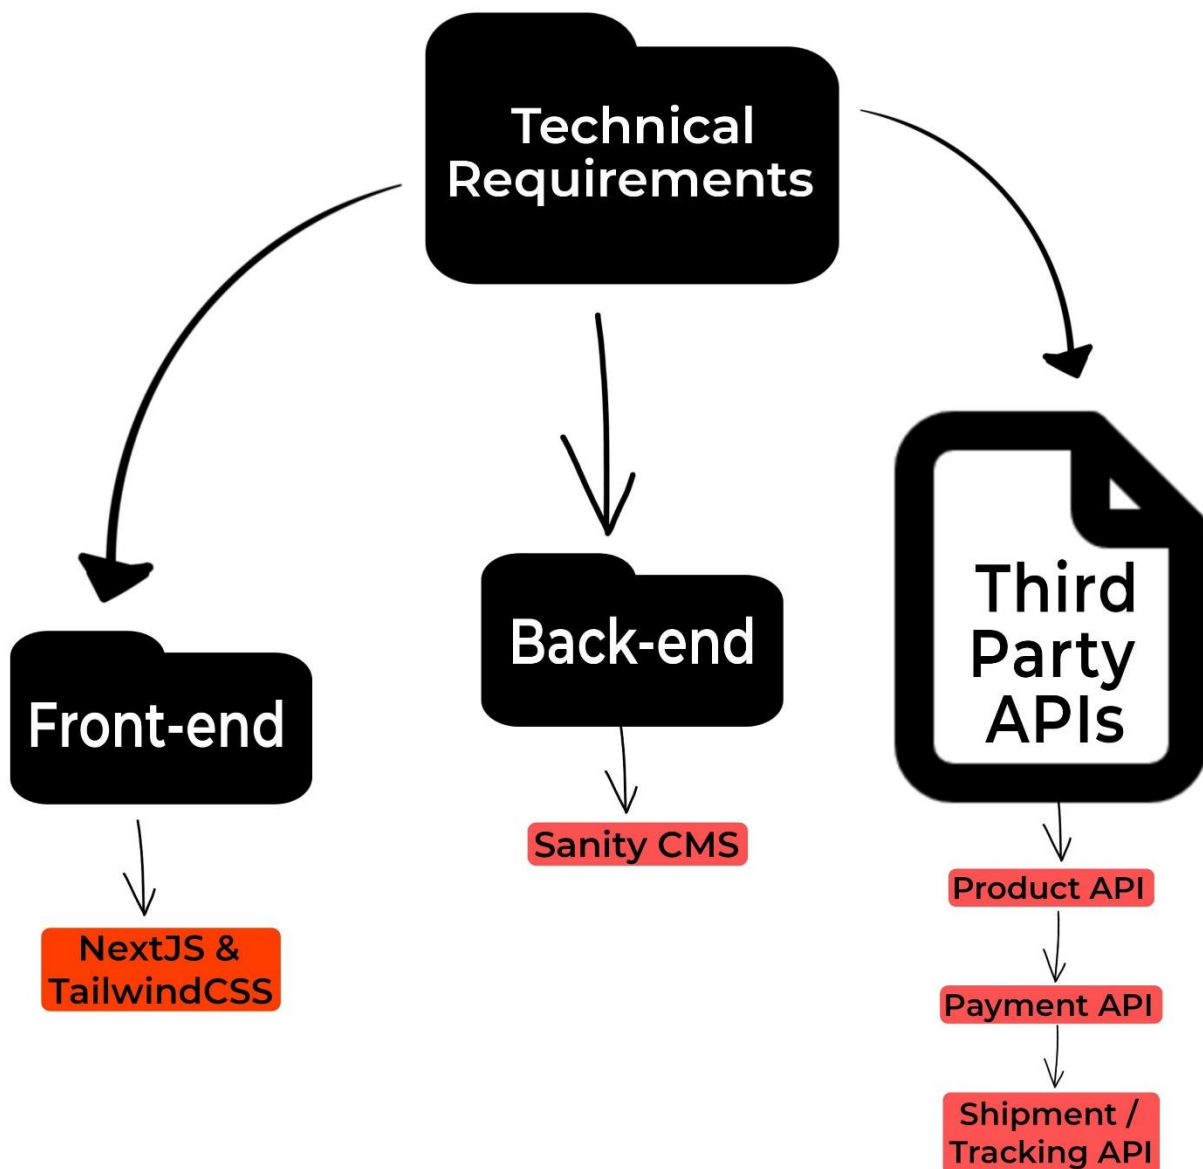 Technical
Requirements
Front-end
NextJS &
TailwindCSS
Back-end
Sanity CMS
Third
Party
APIs
Product API
Payment API
Shipment /
Tracking API